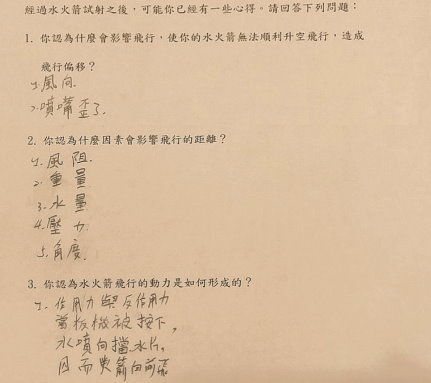 經過水火箭試射之後，可能你已經有一些心得。請回答下列問題：
1. 你認為什麼會影響飛行，使你的水火箭無法順利升空飛行，造成
飛行偏移？
1.風向.
2.噴嘴歪了.
2. 你認為什麼因素會影響飛行的距離？
1.風阻.
2.重量
3.水量
4.壓力
5.角度.
3. 你認為水火箭飛行的動力是如何形成的？
1.作用力與反作用力
當板機被按下,
水噴向擋水片,
因而使箭向前飛